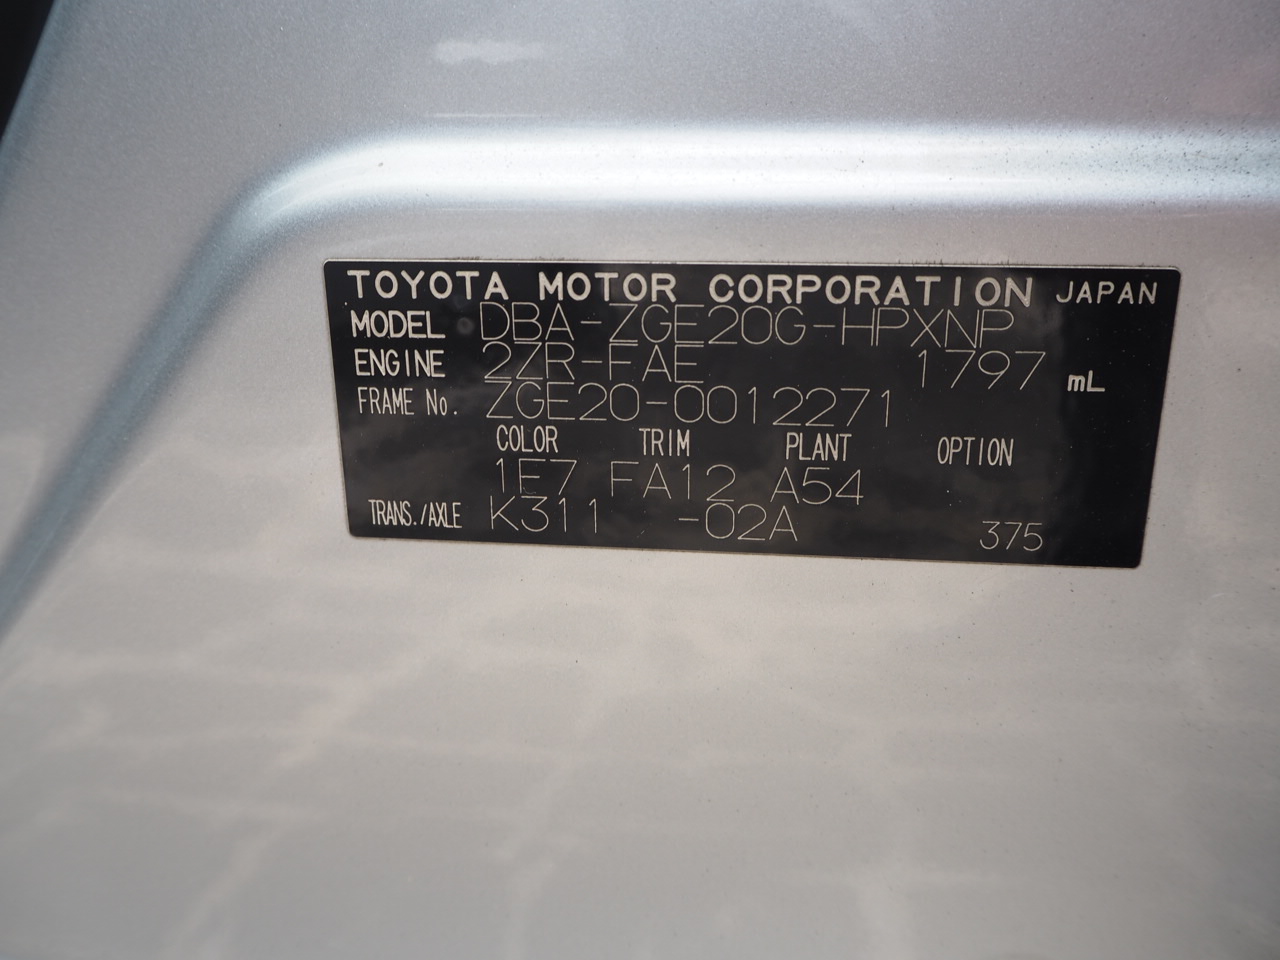 TOYOTA MOTOR CORPORATION JAPAN
MODEL DBA-ZGE20G-HPXNP
ENGINE 2ZR-FAE 1797 mL
FRAME No. ZGE20-0012271
COLOR TRIM PLANT OPTION
1E7 FA12 A54
TRANS./AXLE K311 -02A 375